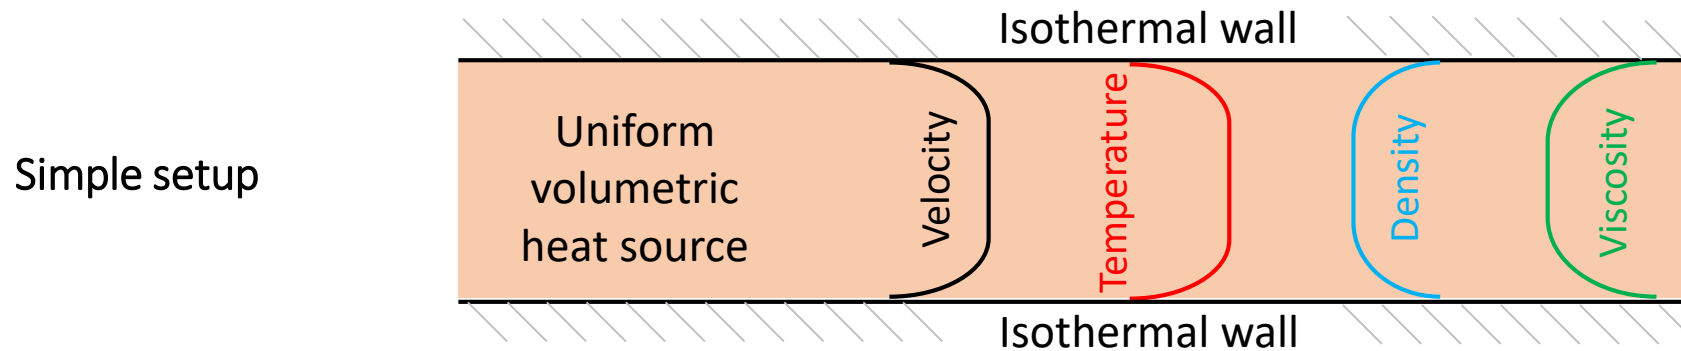 Isothermal wall
Simple setup
Uniform
volumetric
heat source
Velocity
Temperature
Density
Viscosity
Isothermal wall